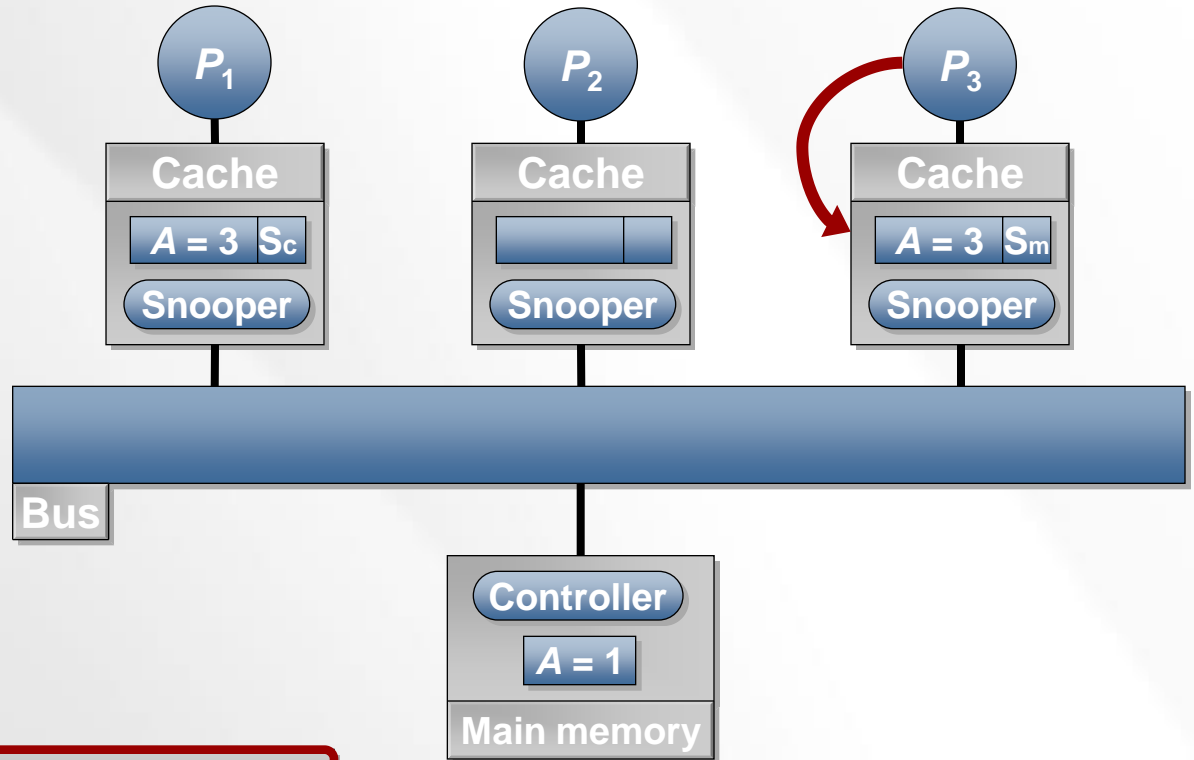 P1 P2 P3
Cache Cache Cache
A = 3 Sc A = 3 Sm
Snooper Snooper Snooper
Bus
Controller
A = 1
Main memory